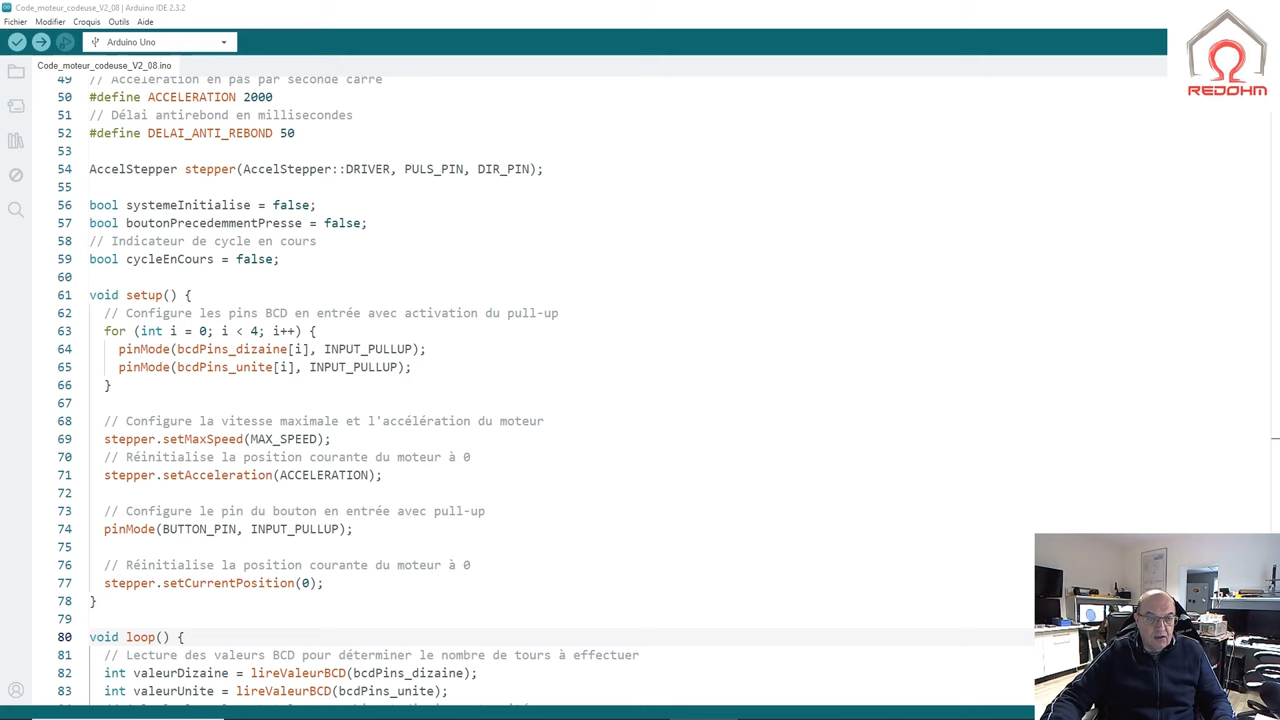 Code_moteur_codeuse_V2_08 | Arduino IDE 2.3.2
Fichier Modifier Croquis Outils Aide
Arduino Uno
REDOHM
Code_moteur_codeuse_V2_08.ino
49 // Acceleration en pas par seconde carre
50 #define ACCELERATION 2000
51 // Délai antirebond en millisecondes
52 #define DELAI_ANTI_REBOND 50
53
54 AccelStepper stepper(AccelStepper::DRIVER, PULS_PIN, DIR_PIN);
55
56 bool systemeInitialise = false;
57 bool boutonPrecedemmentPresse = false;
58 // Indicateur de cycle en cours
59 bool cycleEnCours = false;
60
61 void setup() {
62 // Configure les pins BCD en entrée avec activation du pull-up
63 for (int i = 0; i < 4; i++) {
64 pinMode(bcdPins_dizaine[i], INPUT_PULLUP);
65 pinMode(bcdPins_unite[i], INPUT_PULLUP);
66 }
67
68 // Configure la vitesse maximale et l'accélération du moteur
69 stepper.setMaxSpeed(MAX_SPEED);
70 // Réinitialise la position courante du moteur à 0
71 stepper.setAcceleration(ACCELERATION);
72
73 // Configure le pin du bouton en entrée avec pull-up
74 pinMode(BUTTON_PIN, INPUT_PULLUP);
75
76 // Réinitialise la position courante du moteur à 0
77 stepper.setCurrentPosition(0);
78 }
79
80 void loop() {
81 // Lecture des valeurs BCD pour déterminer le nombre de tours à effectuer
82 int valeurDizaine = lireValeurBCD(bcdPins_dizaine);
83 int valeurUnite = lireValeurBCD(bcdPins_unite);